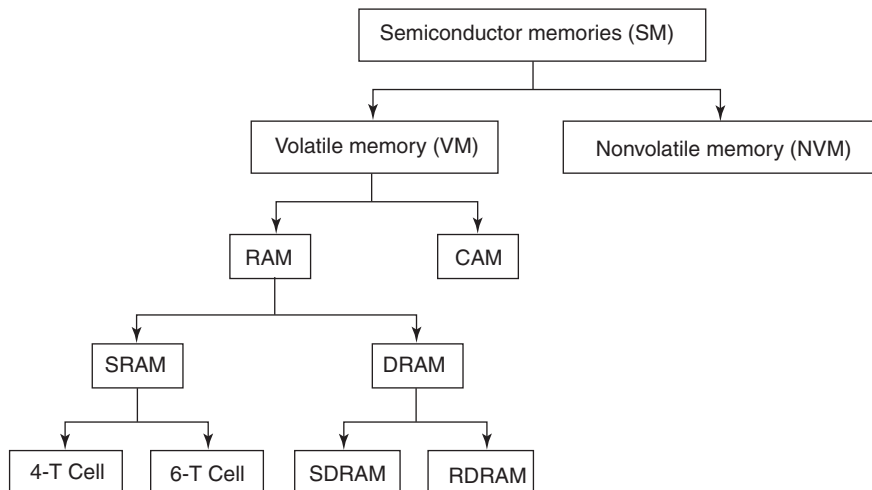 Semiconductor memories (SM)
Volatile memory (VM)
Nonvolatile memory (NVM)
RAM
CAM
SRAM
DRAM
4-T Cell
6-T Cell
SDRAM
RDRAM